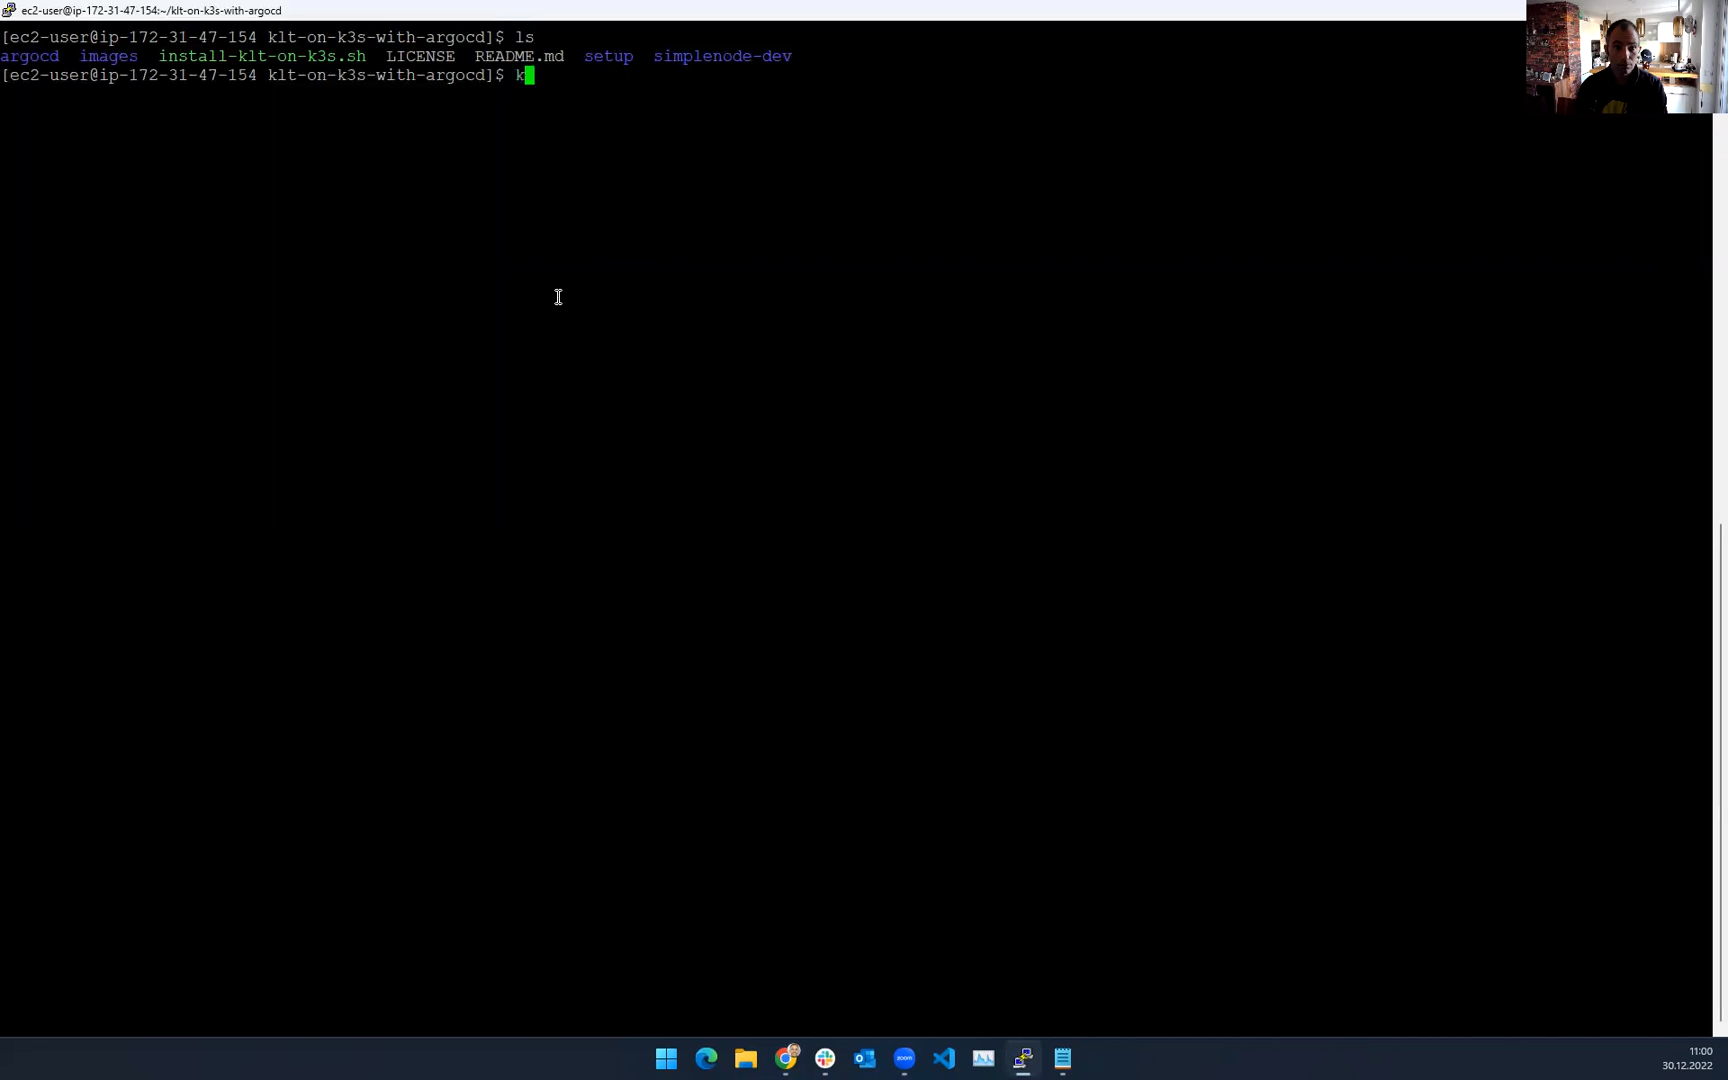 ec2-user@ip-172-31-47-154:~/klt-on-k3s-with-argocd
[ec2-user@ip-172-31-47-154 klt-on-k3s-with-argocd]$ ls
argocd  images  install-klt-on-k3s.sh  LICENSE  README.md  setup  simplenode-dev
[ec2-user@ip-172-31-47-154 klt-on-k3s-with-argocd]$ k
zoom
11:00
30.12.2022